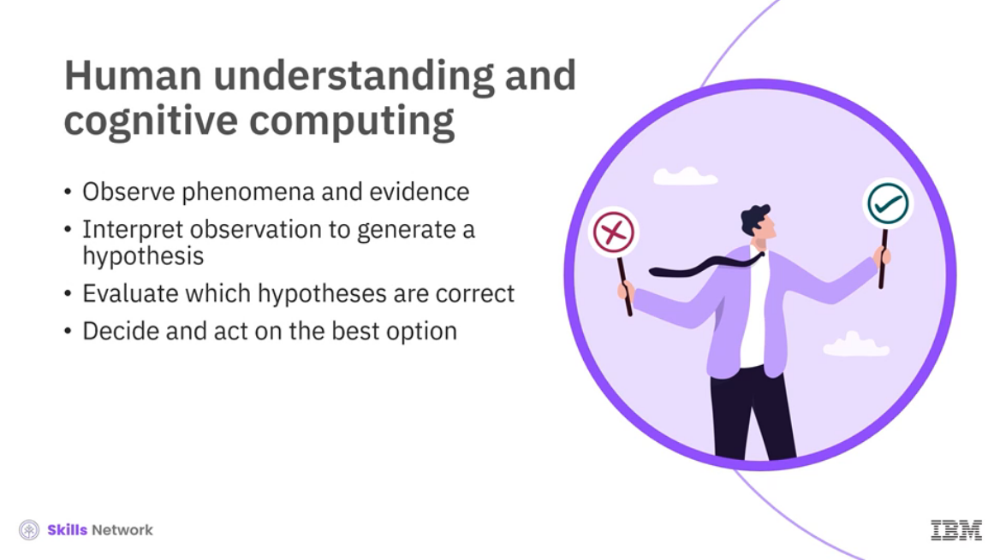 Human understanding and
cognitive computing
• Observe phenomena and evidence
• Interpret observation to generate a
hypothesis
• Evaluate which hypotheses are correct
• Decide and act on the best option
Skills Network
IBM